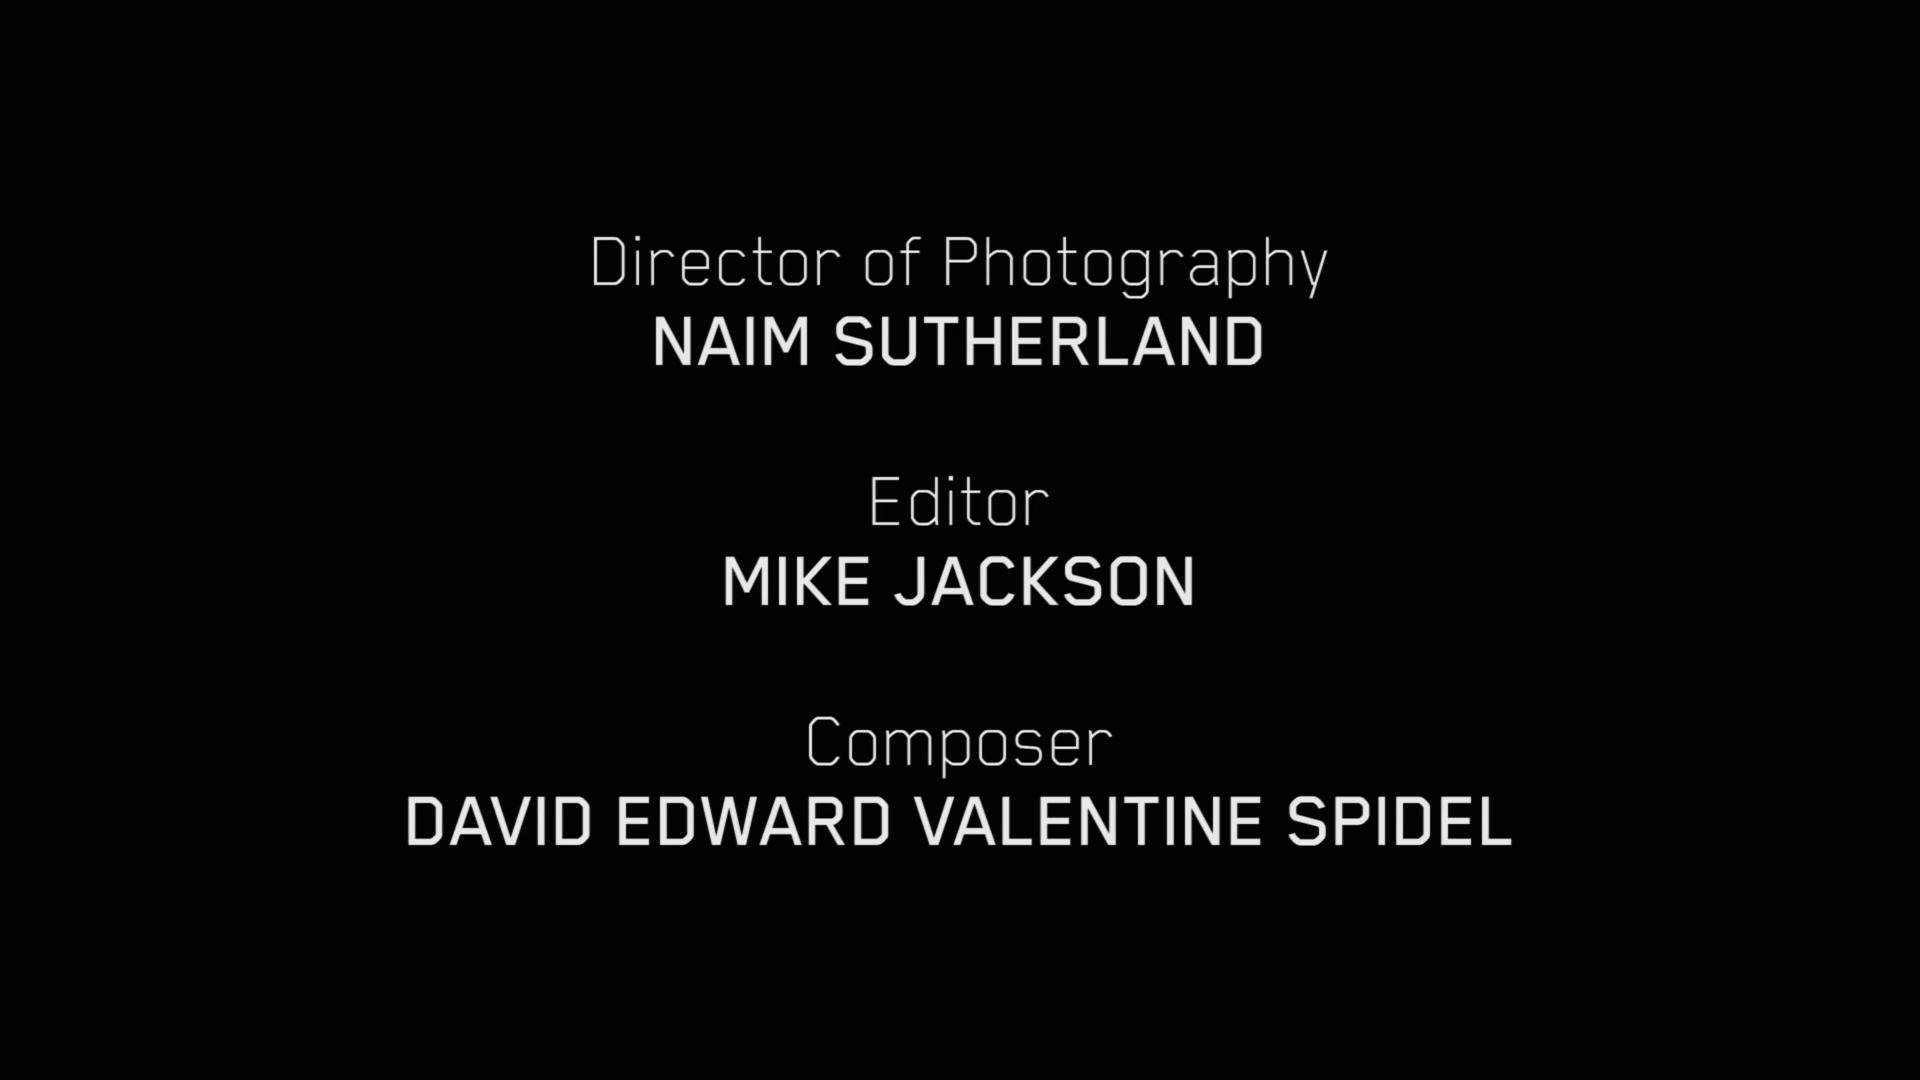 Director of Photography
NAIM SUTHERLAND
Editor
MIKE JACKSON
Composer
DAVID EDWARD VALENTINE SPIDEL